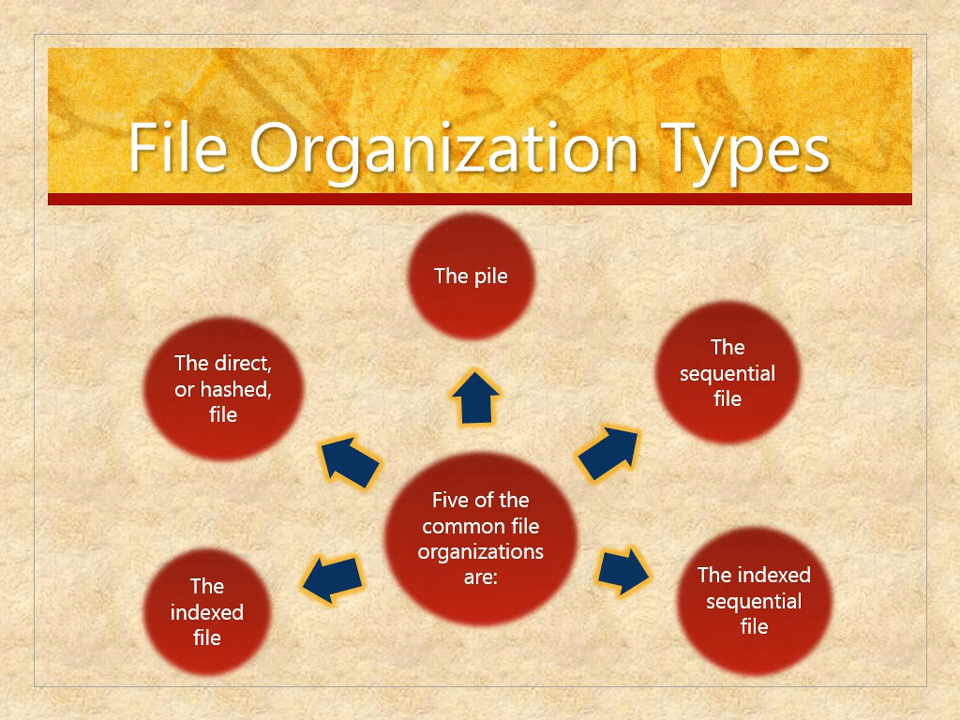 File Organization Types
The pile
The direct,
or hashed,
file
The
sequential
file
Five of the
common file
organizations
are:
The
indexed
file
The indexed
sequential
file